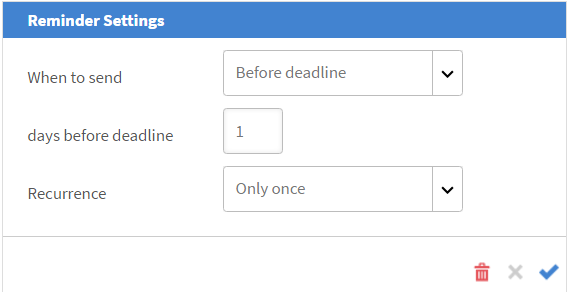 Reminder Settings
When to send
Before deadline
days before deadline
1
Recurrence
Only once